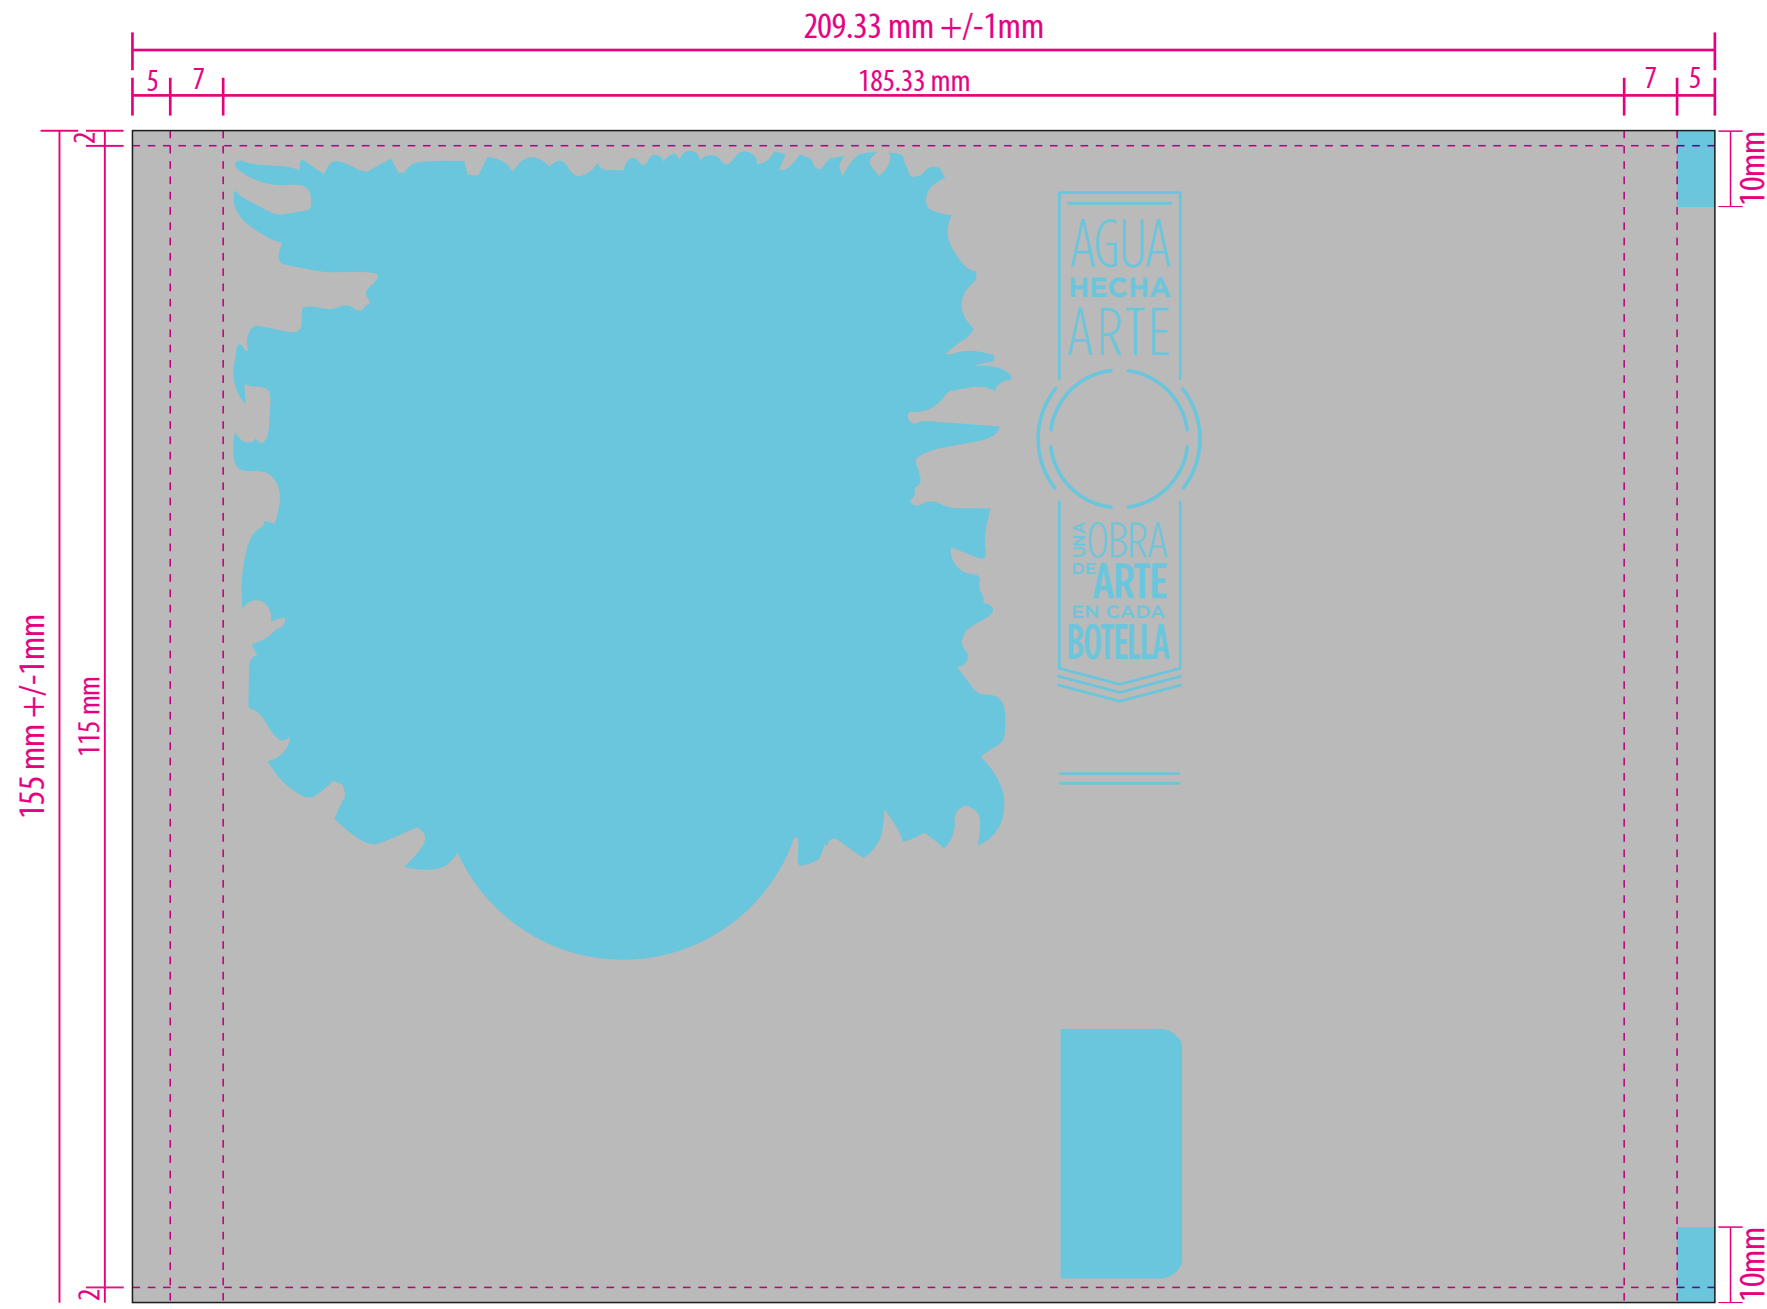 209.33 mm +/-1mm
5
7
185.33 mm
7
5
2
10mm
AGUA
HECHA
ARTE
155 mm +/-1mm
115 mm
UNA OBRA
DE ARTE
EN CADA
BOTELLA
2
10mm